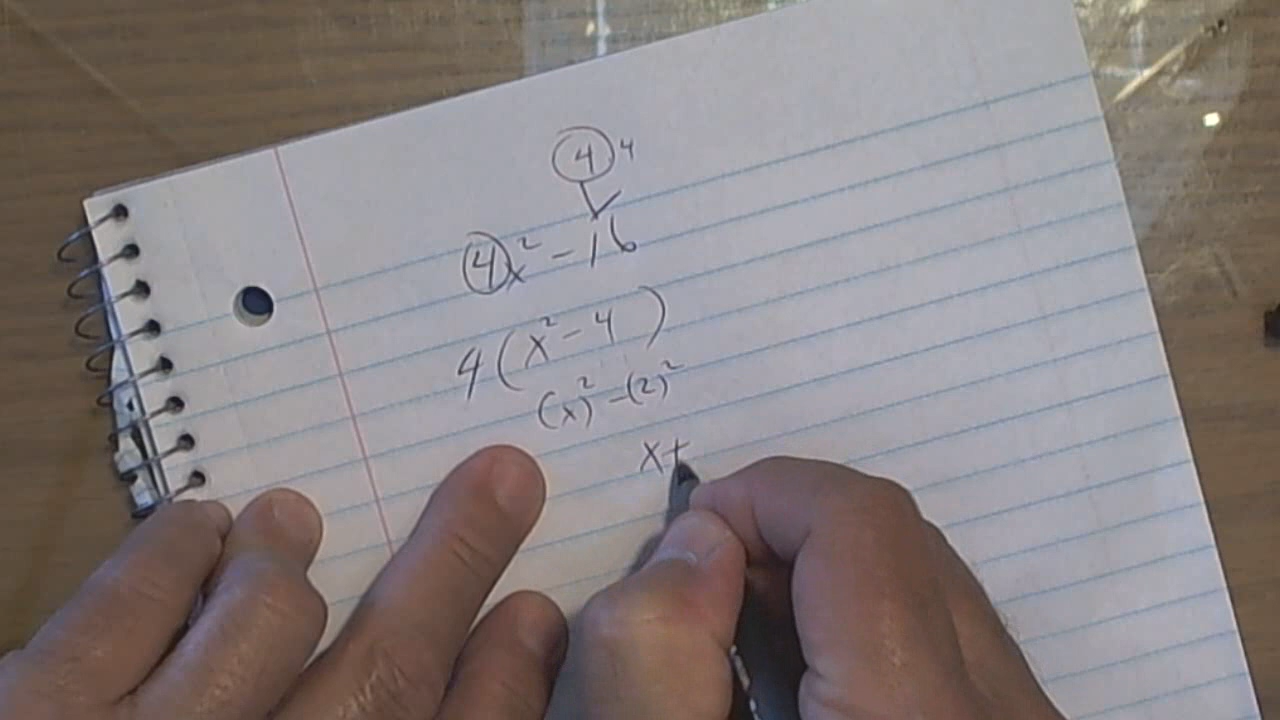 4 4
4x² - 16
4(x² - 4)
(x)² - (2)²
x+